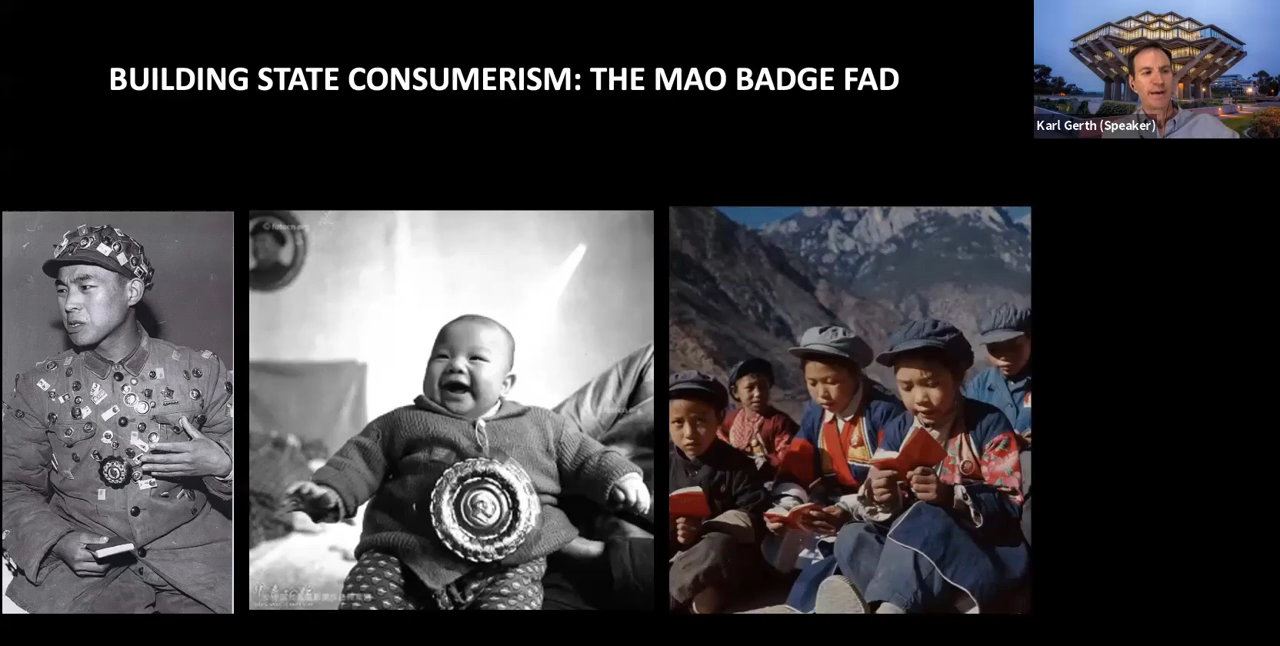 BUILDING STATE CONSUMERISM: THE MAO BADGE FAD
Karl Gerth (Speaker)